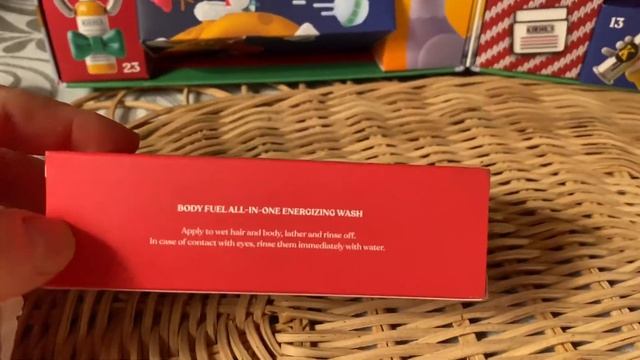 23
KIEHL'S
13
BODY FUEL ALL-IN-ONE ENERGIZING WASH
Apply to wet hair and body, lather and rinse off.
In case of contact with eyes, rinse them immediately with water.